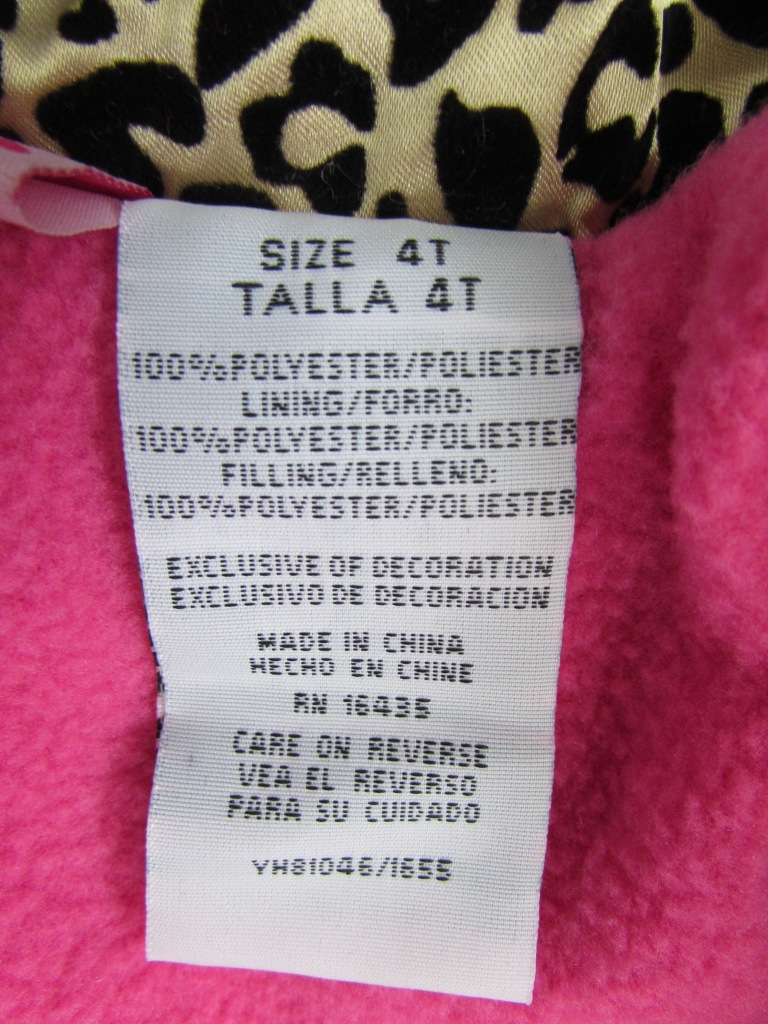 SIZE 4T
TALLA 4T
100%POLYESTER/POLIESTER
LINING/FORRO:
100%POLYESTER/POLIESTER
FILLING/RELLENO:
100%POLYESTER/POLIESTER
EXCLUSIVE OF DECORATION
EXCLUSIVO DE DECORACION
MADE IN CHINA
HECHO EN CHINE
RN 16435
CARE ON REVERSE
VEA EL REVERSO
PARA SU CUIDADO
YH81046/1655